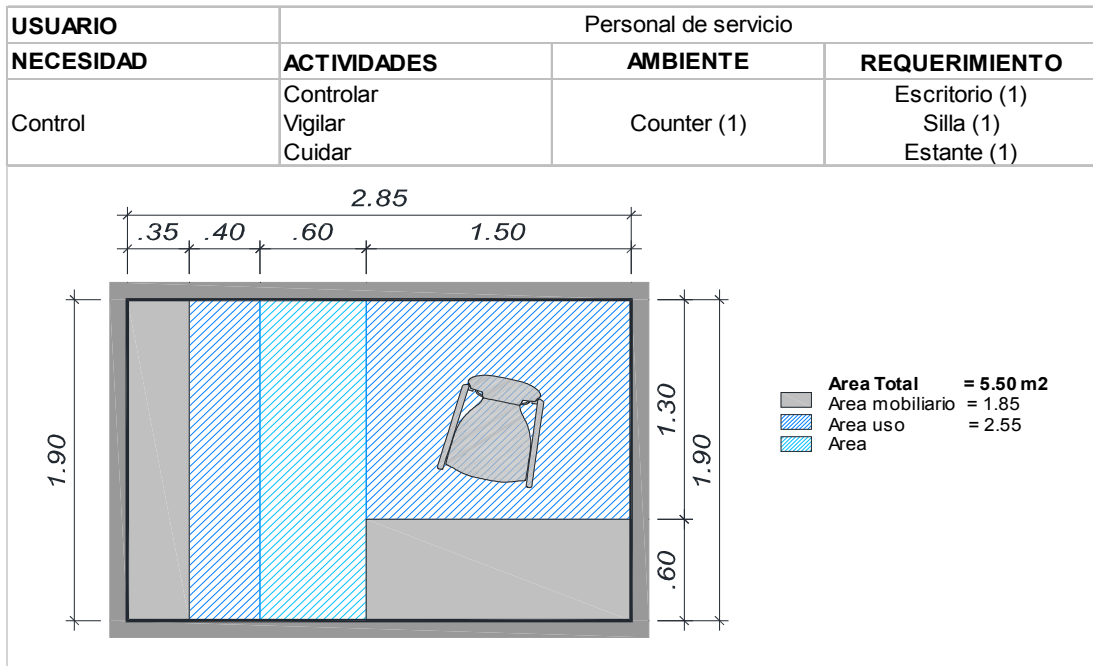 USUARIO Personal de servicio
NECESIDAD ACTIVIDADES AMBIENTE REQUERIMIENTO
Control
Controlar
Vigilar
Cuidar
Counter (1)
Escritorio (1)
Silla (1)
Estante (1)
2.85
.35 .40 .60 1.50
1.90
1.30
.60
1.90
Area Total = 5.50 m2
Area mobiliario = 1.85
Area uso = 2.55
Area